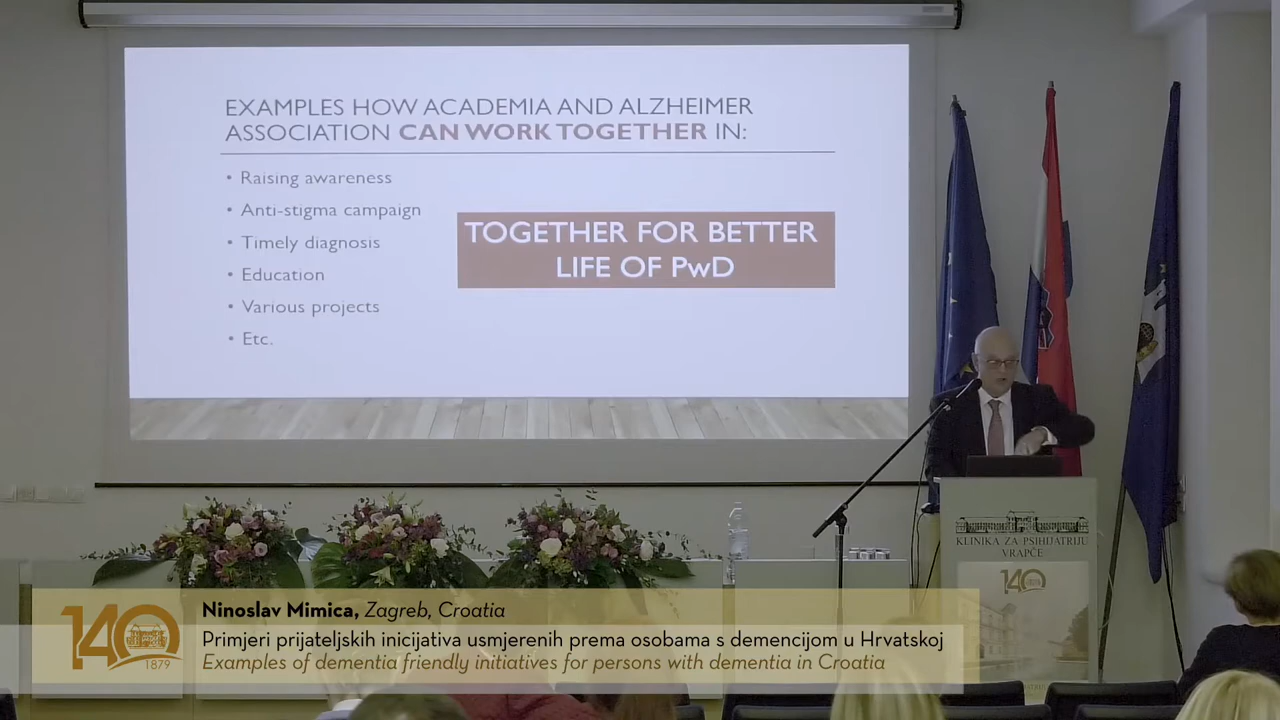 EXAMPLES HOW ACADEMIA AND ALZHEIMER
ASSOCIATION CAN WORK TOGETHER IN:
• Raising awareness
• Anti-stigma campaign
• Timely diagnosis
• Education
• Various projects
• Etc.
TOGETHER FOR BETTER
LIFE OF PwD
KLINIKA ZA PSIHIJATRIJU
VRAPČE
140
140
1879
Ninoslav Mimica, Zagreb, Croatia
Primjeri prijateljskih inicijativa usmjerenih prema osobama s demencijom u Hrvatskoj
Examples of dementia friendly initiatives for persons with dementia in Croatia